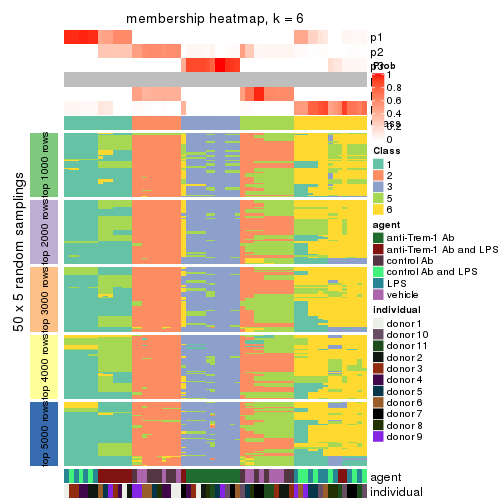 membership heatmap, k = 6
p1
p2
p3
Prob
1
0.8
0.6
0.4
0.2
0
Class
1
2
3
5
6
agent
anti-Trem-1 Ab
anti-Trem-1 Ab and LPS
control Ab
control Ab and LPS
LPS
vehicle
Individual
donor 1
donor 10
donor 11
donor 2
donor 3
donor 4
donor 5
donor 6
donor 7
donor 8
donor 9
50 x 5 random samplings
top 1000 rows
top 2000 rows
top 3000 rows
top 4000 rows
top 5000 rows
agent
individual